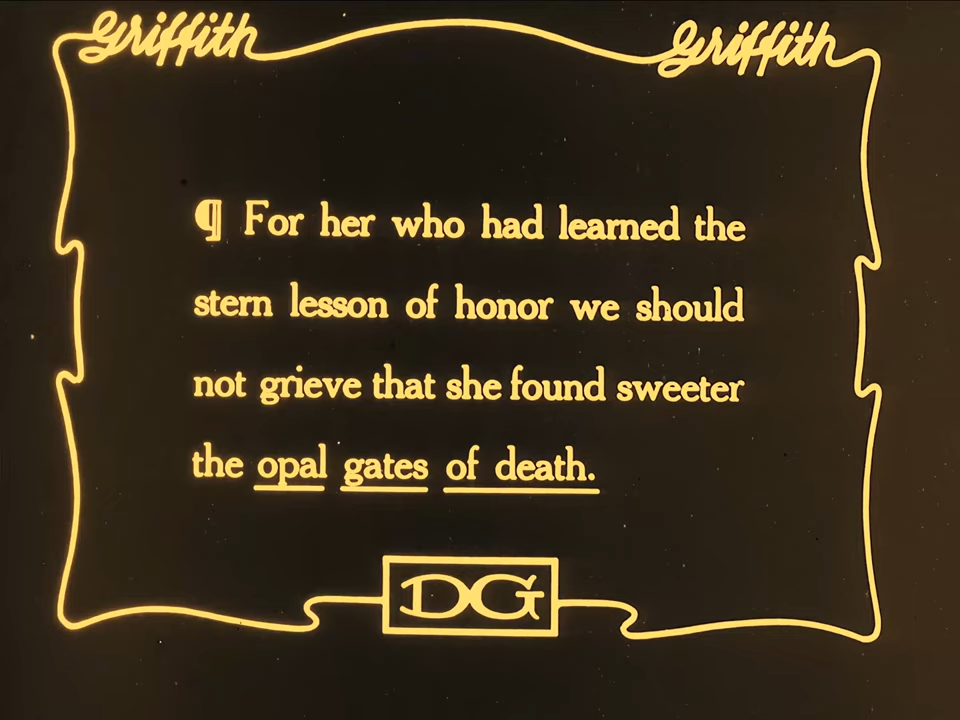 Griffith Griffith
¶ For her who had learned the
stern lesson of honor we should
not grieve that she found sweeter
the opal gates of death.
DG